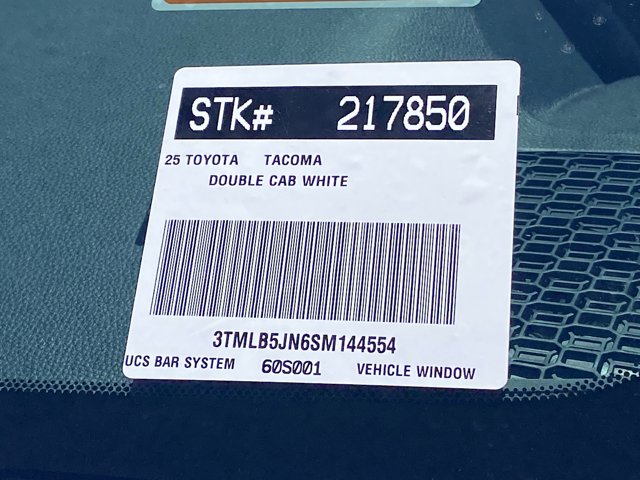 STK# 217850
25 TOYOTA TACOMA
DOUBLE CAB WHITE
3TMLB5JN6SM144554
UCS BAR SYSTEM 60S001 VEHICLE WINDOW